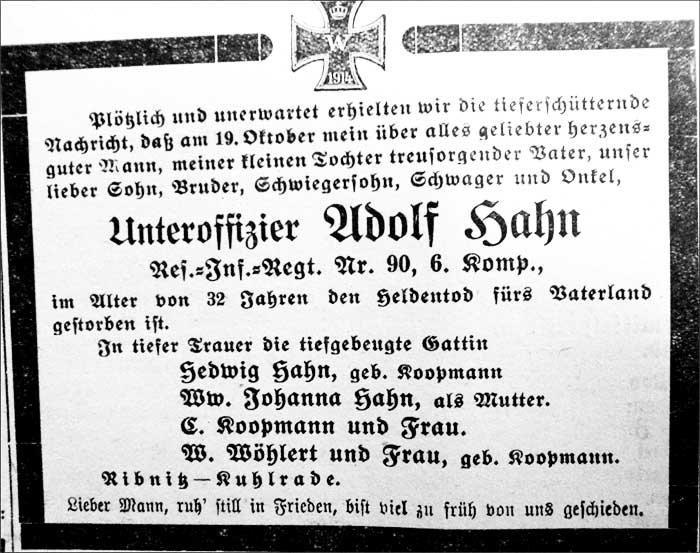 W
1914
Plötzlich und unerwartet erhielten wir die tieferschütternde
Nachricht, daß am 19. Oktober mein über alles geliebter herzens-
guter Mann, meiner kleinen Tochter treusorgender Vater, unser
lieber Sohn, Bruder, Schwiegersohn, Schwager und Onkel,
Unteroffizier Adolf Hahn
Res.-Inf.-Regt. Nr. 90, 6. Komp.,
im Alter von 32 Jahren den Heldentod fürs Vaterland
gestorben ist.
In tiefer Trauer die tiefgebeugte Gattin
Hedwig Hahn, geb. Koopmann
Ww. Johanna Hahn, als Mutter.
C. Koopmann und Frau.
W. Wöhlert und Frau, geb. Koopmann.
Ribnitz—Kuhlrade.
Lieber Mann, ruh' still in Frieden, bist viel zu früh von uns geschieden.